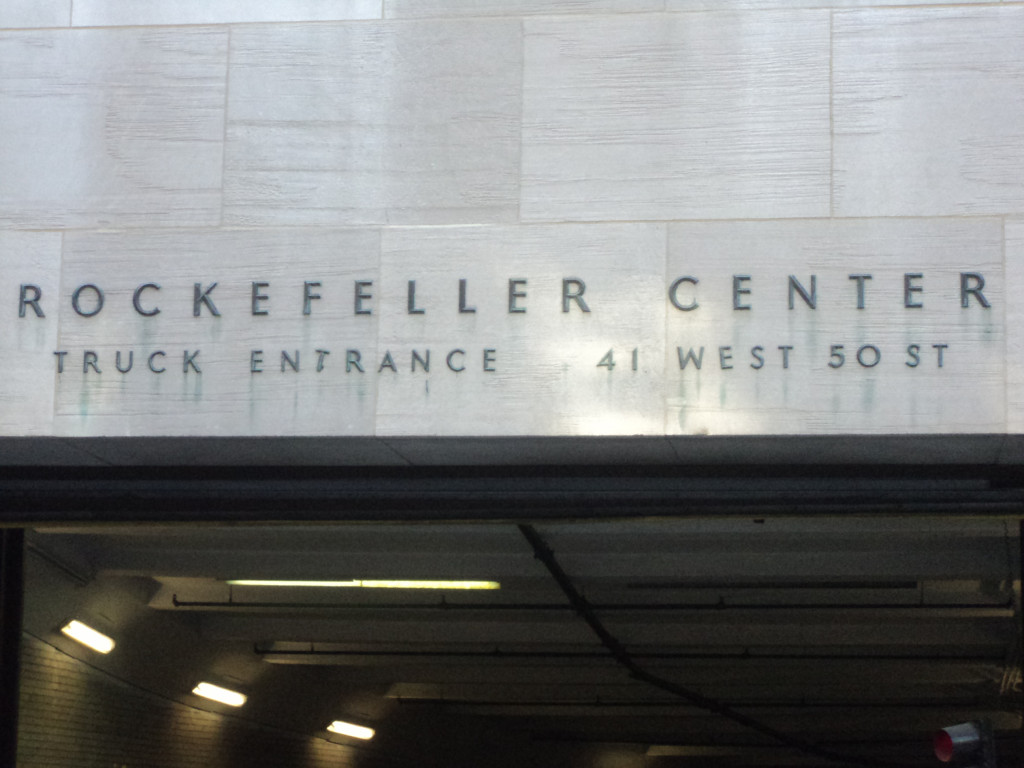 ROCKEFELLER CENTER
TRUCK ENTRANCE 41 WEST 50 ST